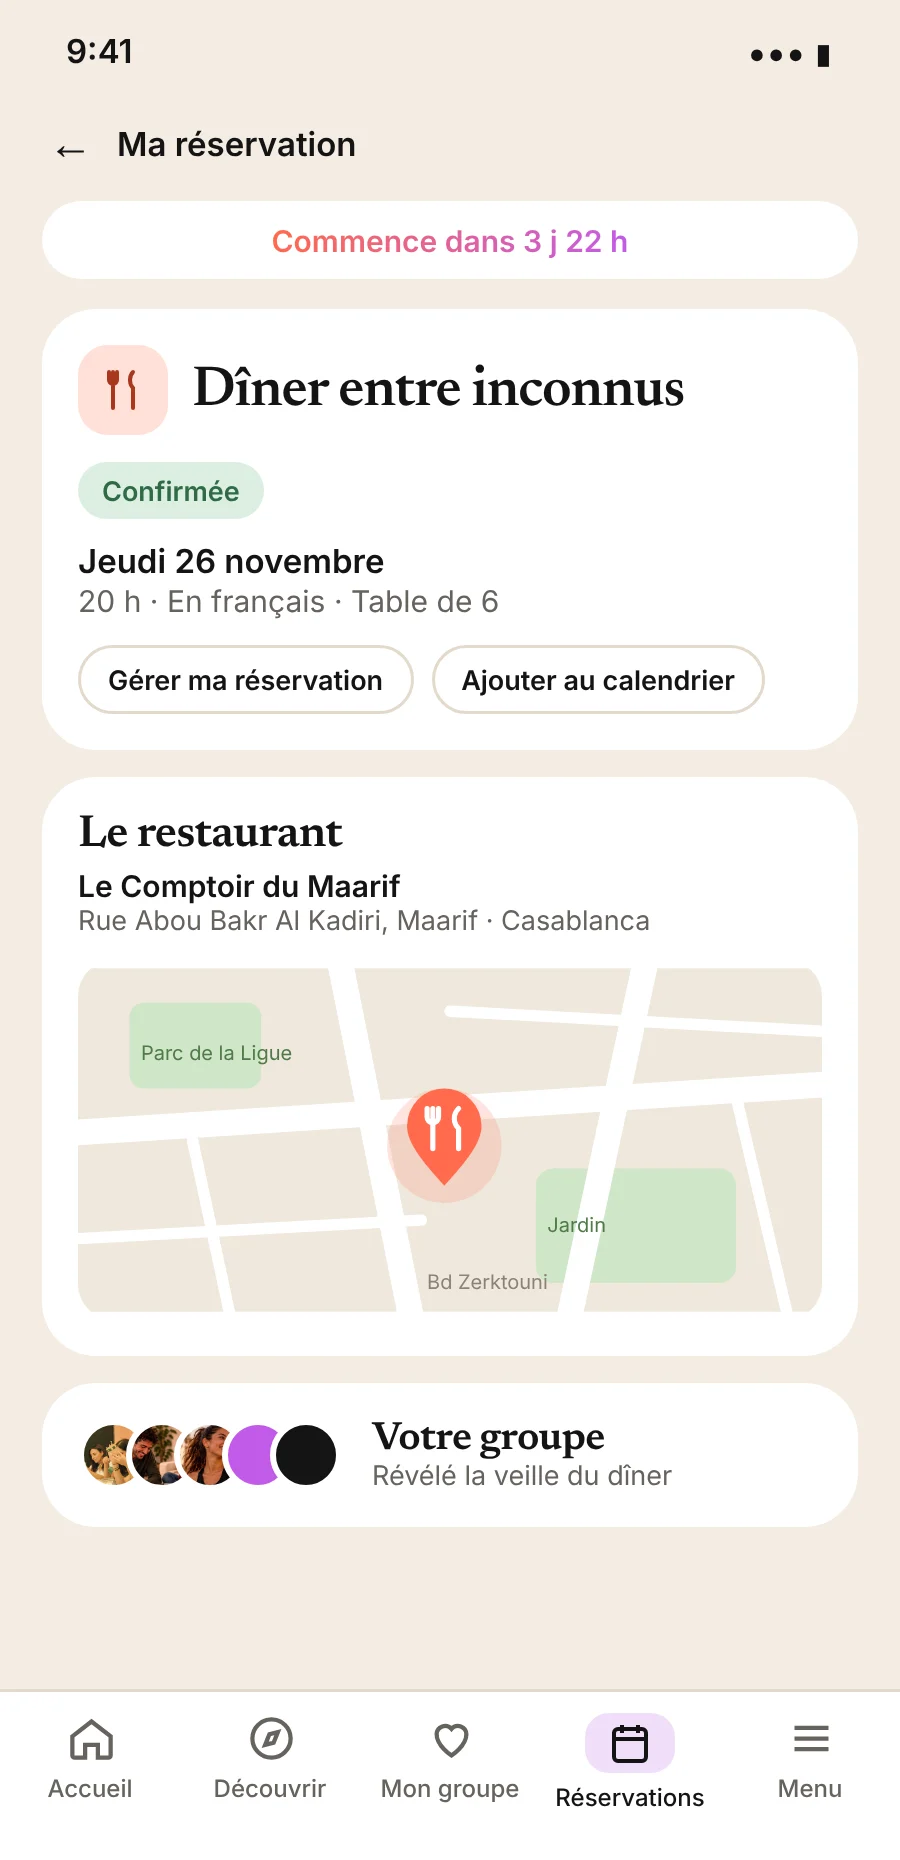 9:41
← Ma réservation
Commence dans 3 j 22 h
Dîner entre inconnus
Confirmée
Jeudi 26 novembre
20 h · En français · Table de 6
Gérer ma réservation
Ajouter au calendrier
Le restaurant
Le Comptoir du Maarif
Rue Abou Bakr Al Kadiri, Maarif · Casablanca
Parc de la Ligue
Jardin
Bd Zerktouni
Votre groupe
Révélé la veille du dîner
Accueil
Découvrir
Mon groupe
Réservations
Menu